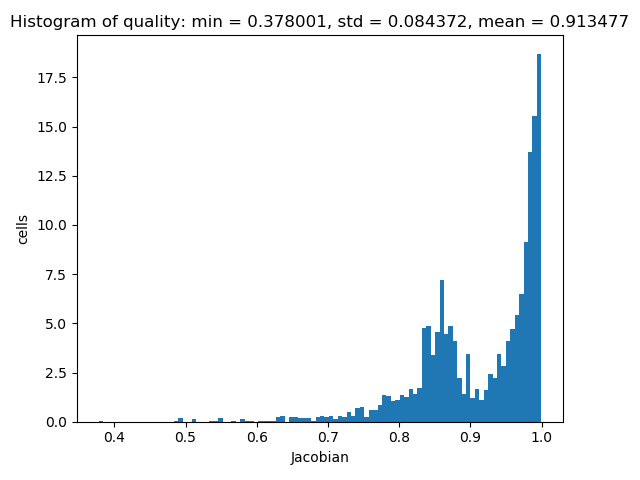 Histogram of quality: min = 0.378001, std = 0.084372, mean = 0.913477
17.5
15.0
12.5
10.0
7.5
5.0
2.5
0.0
cells
0.4 0.5 0.6 0.7 0.8 0.9 1.0
Jacobian